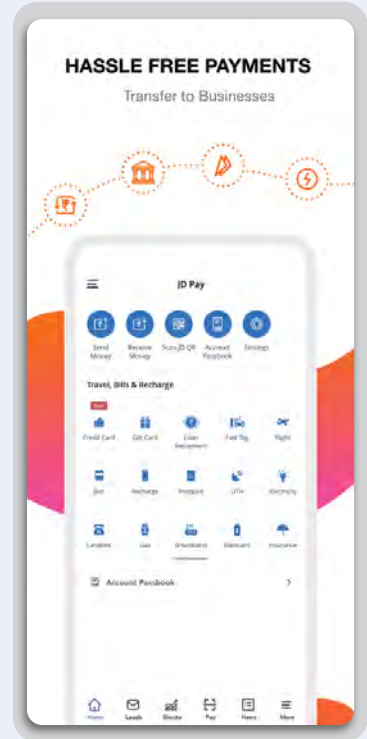 HASSLE FREE PAYMENTS
Transfer to Businesses
JD Pay
Send Receive Scan JD QR Account Settings
Money Money Passbook
Travel, Bills & Recharge
Credit Card Gift Card Loan Fast Tag Flight
Repayment
Bus Recharge Postpaid DTH Electricity
Landline Gas Broadband Insurance
Account Passbook
Home Leads Stocks Pay News More